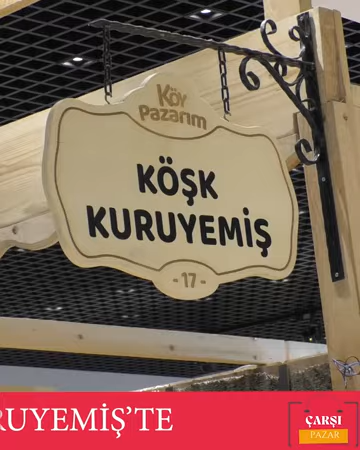 Köy
Pazarım
KÖŞK
KURUYEMİŞ
- 17 -
RUYEMİŞ'TE
ÇARŞI
PAZAR